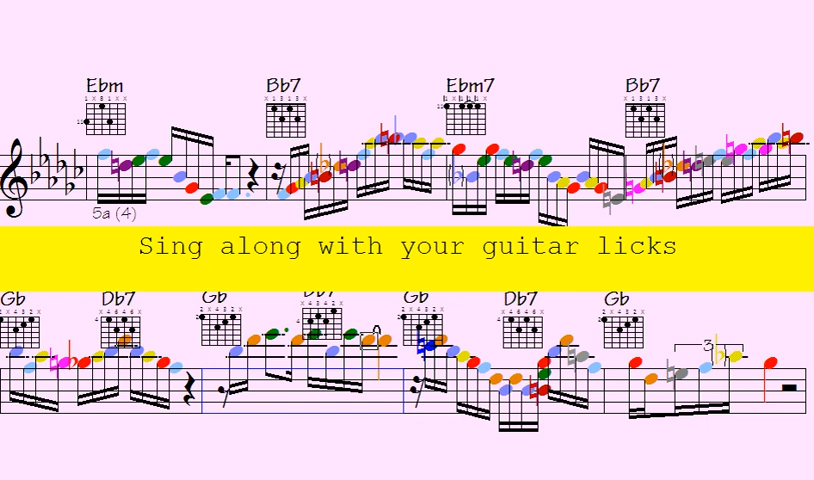 Ebm Bb7 Ebm7 Bb7
5a (4)
Sing along with your guitar licks
Gb Db7 Gb Db7 Gb Db7 Gb
3